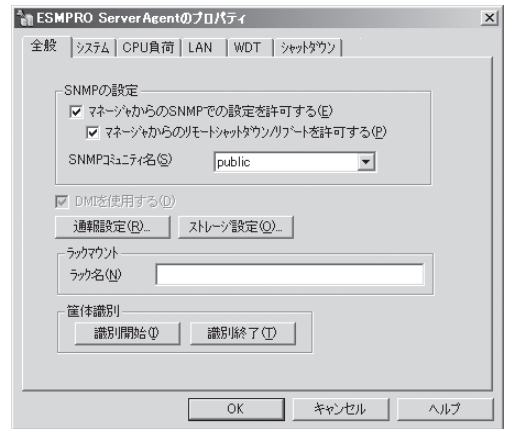 ESMPRO ServerAgentのプロパティ
全般 システム CPU負荷 LAN WDT シャットダウン
SNMPの設定
マネージャからのSNMPでの設定を許可する(E)
マネージャからのリモートシャットダウン/リブートを許可する(P)
SNMPコミュニティ名(S) public
DMIを使用する(D)
通報設定(R)... ストレージ設定(O)...
ラックマウント
ラック名(N)
筐体識別
識別開始(I) 識別終了(T)
OK キャンセル ヘルプ